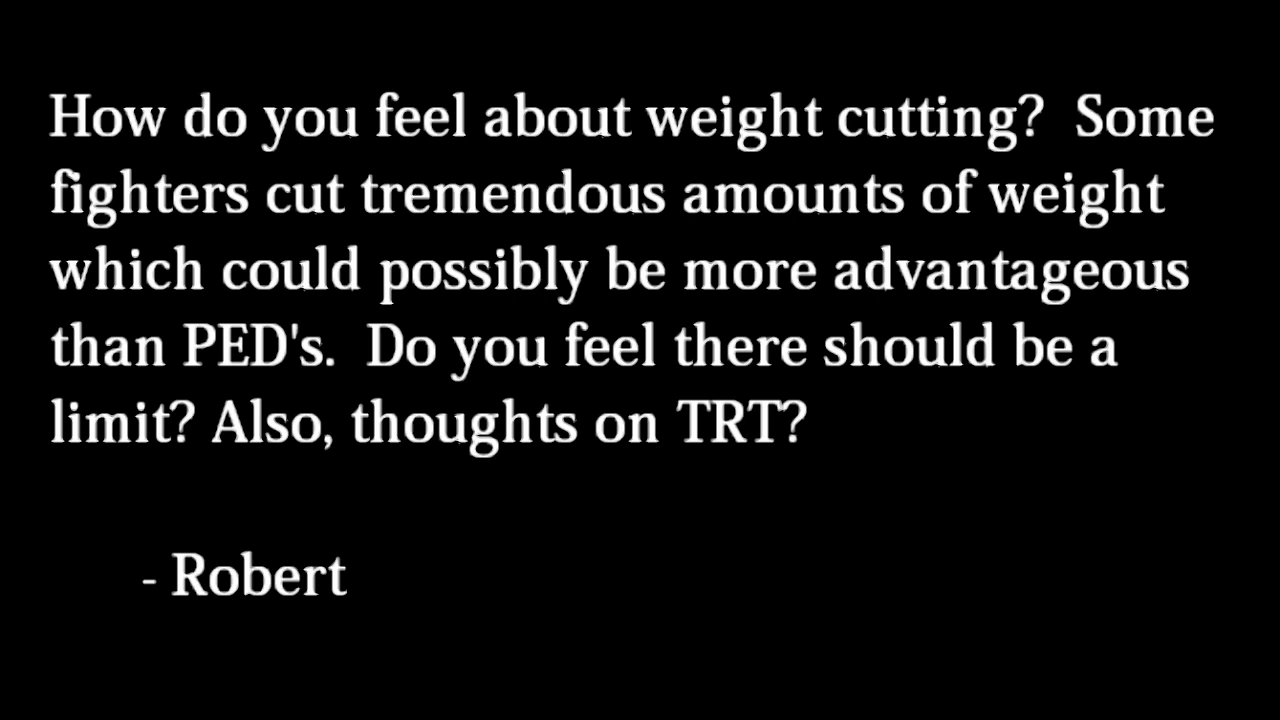 How do you feel about weight cutting?  Some
fighters cut tremendous amounts of weight
which could possibly be more advantageous
than PED's.  Do you feel there should be a
limit? Also, thoughts on TRT?
- Robert